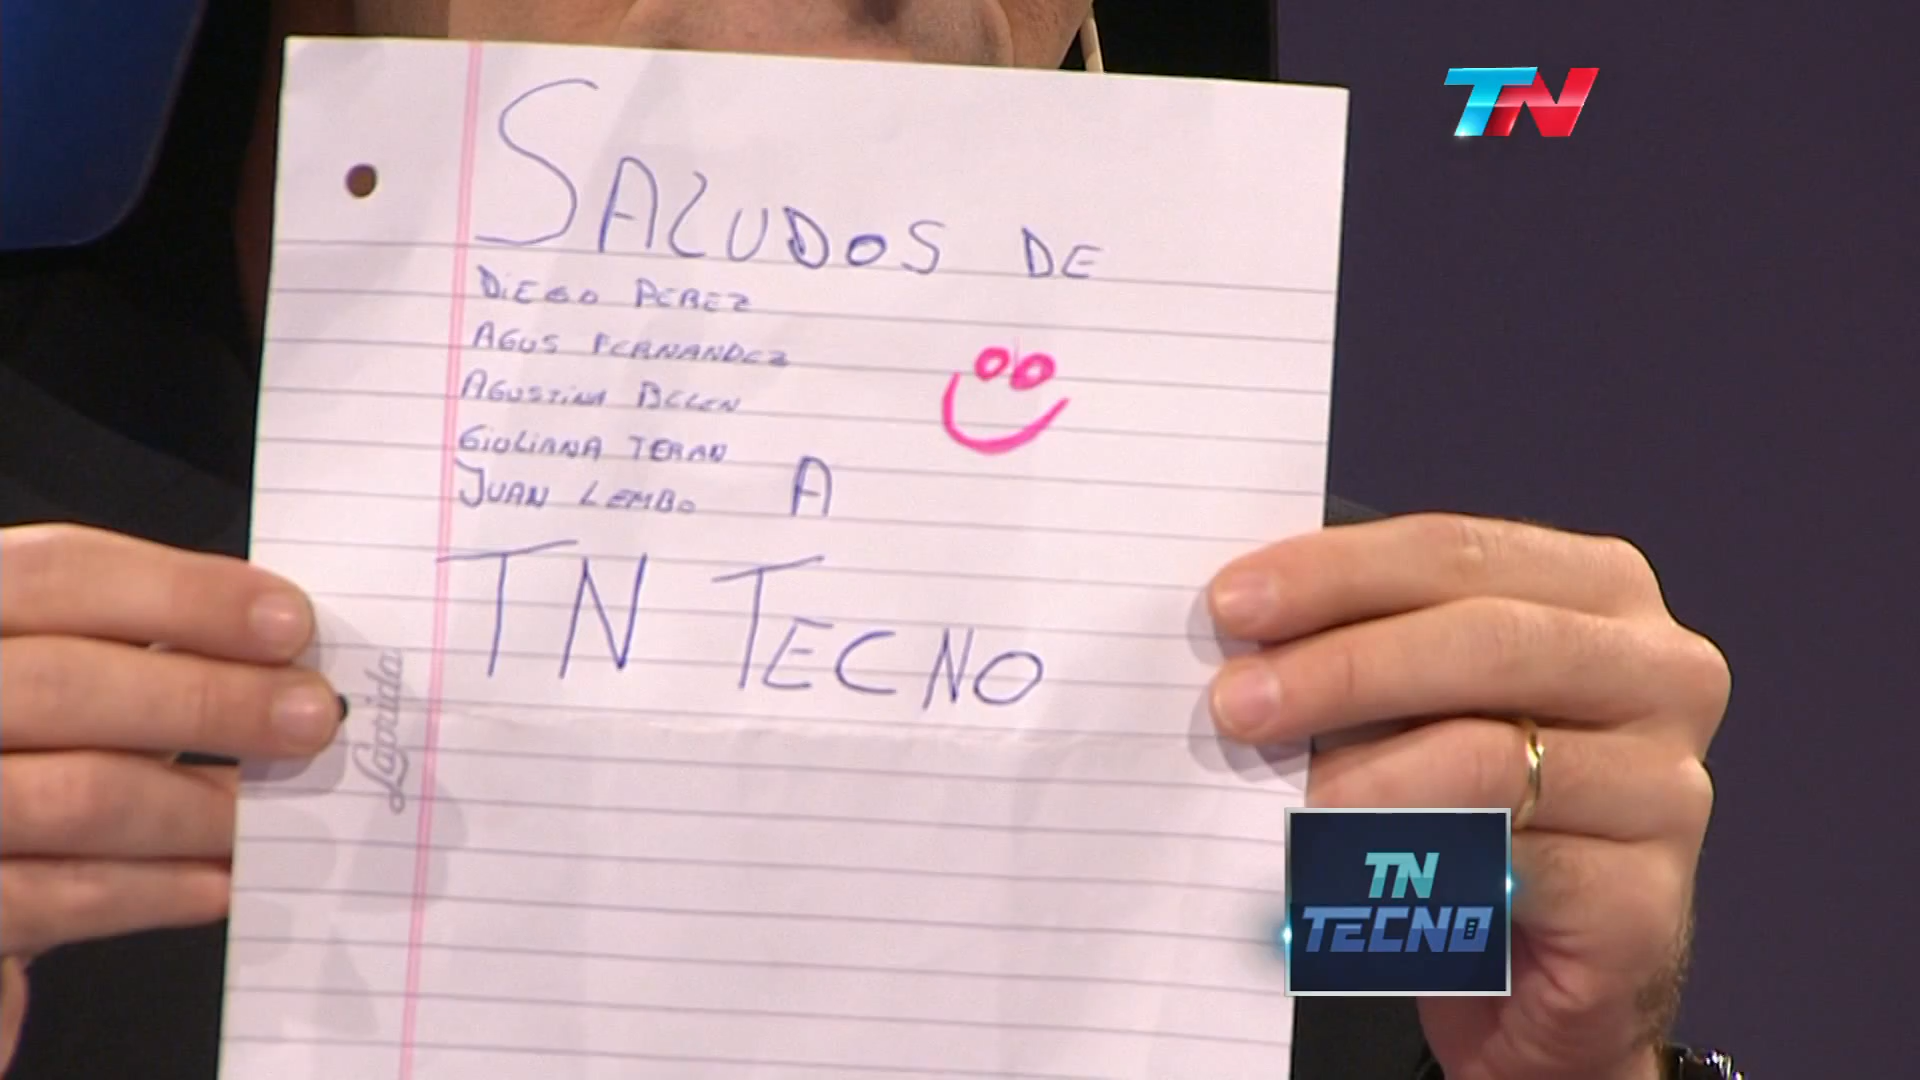 TN
SALUDOS DE
DIEGO PEREZ
AGUS FERNANDEZ
AGUSTINA BELEN
GIULIANA TERAN
JUAN LEMBO A
TN TECNO
Laprida
TN
TECNO